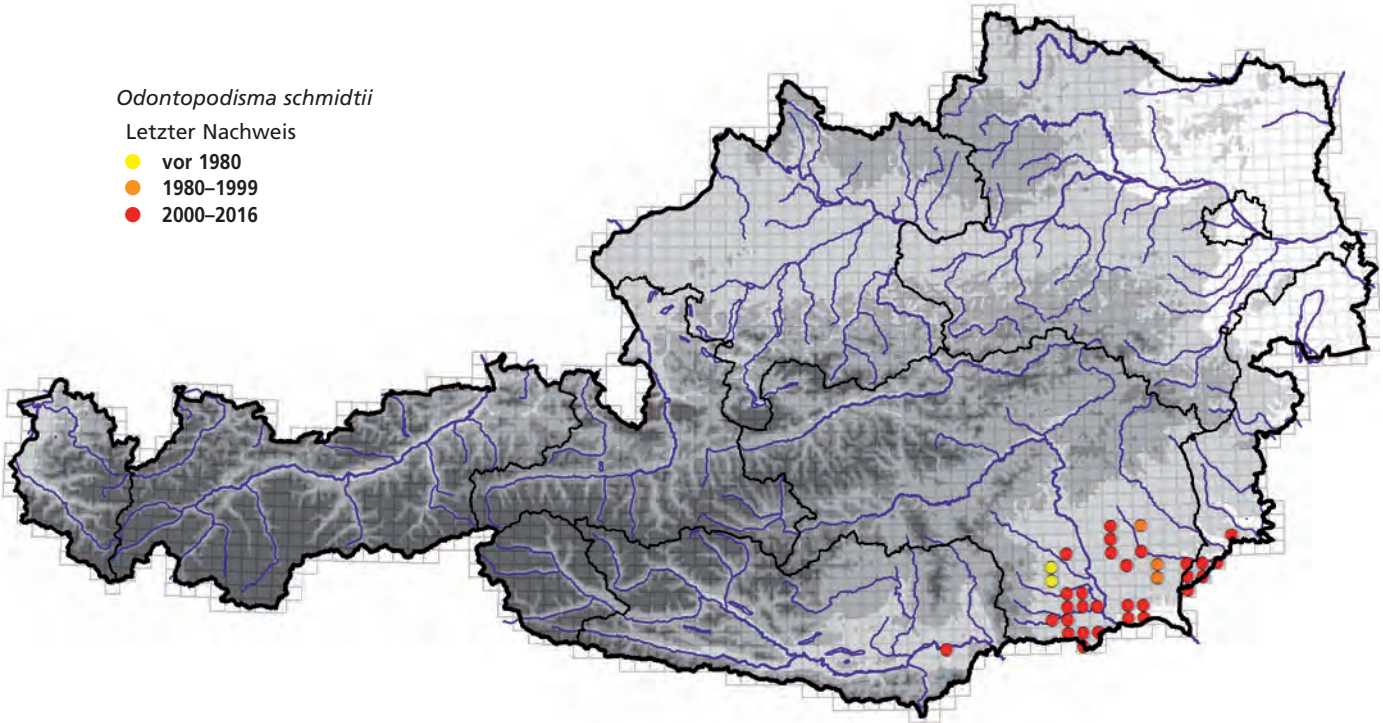 Odontopodisma schmidtii
Letzter Nachweis
vor 1980
1980–1999
2000–2016